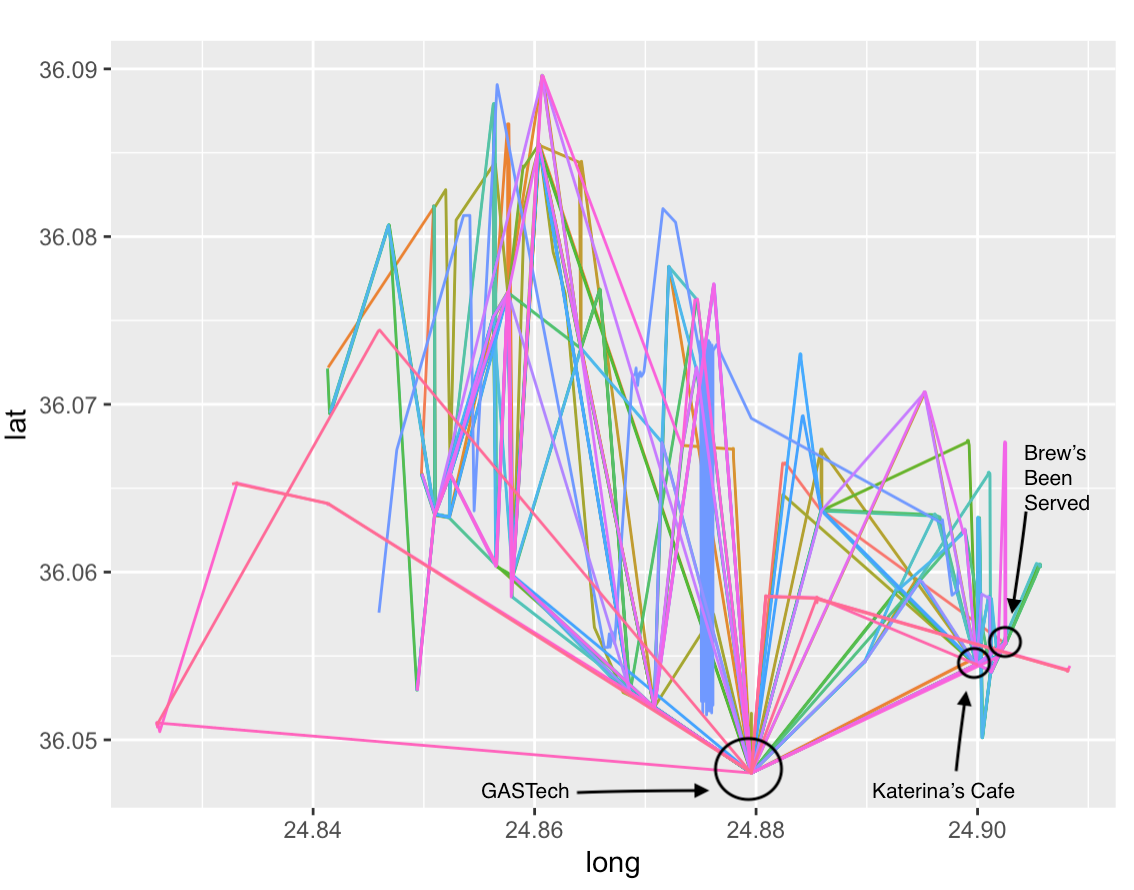 36.09
36.08
36.07
36.06
36.05
lat
Brew's
Been
Served
GASTech
Katerina's Cafe
24.84
24.86
24.88
24.90
long